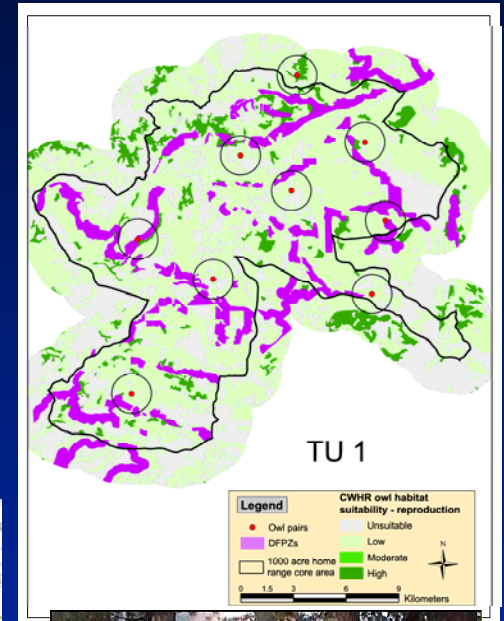 TU 1
Legend
Owl pairs
DFPZs
1000 acre home
range core area
CWHR owl habitat
suitability - reproduction
Unsuitable
Low
Moderate
High
N
0 1.5 3 6 9
Kilometers